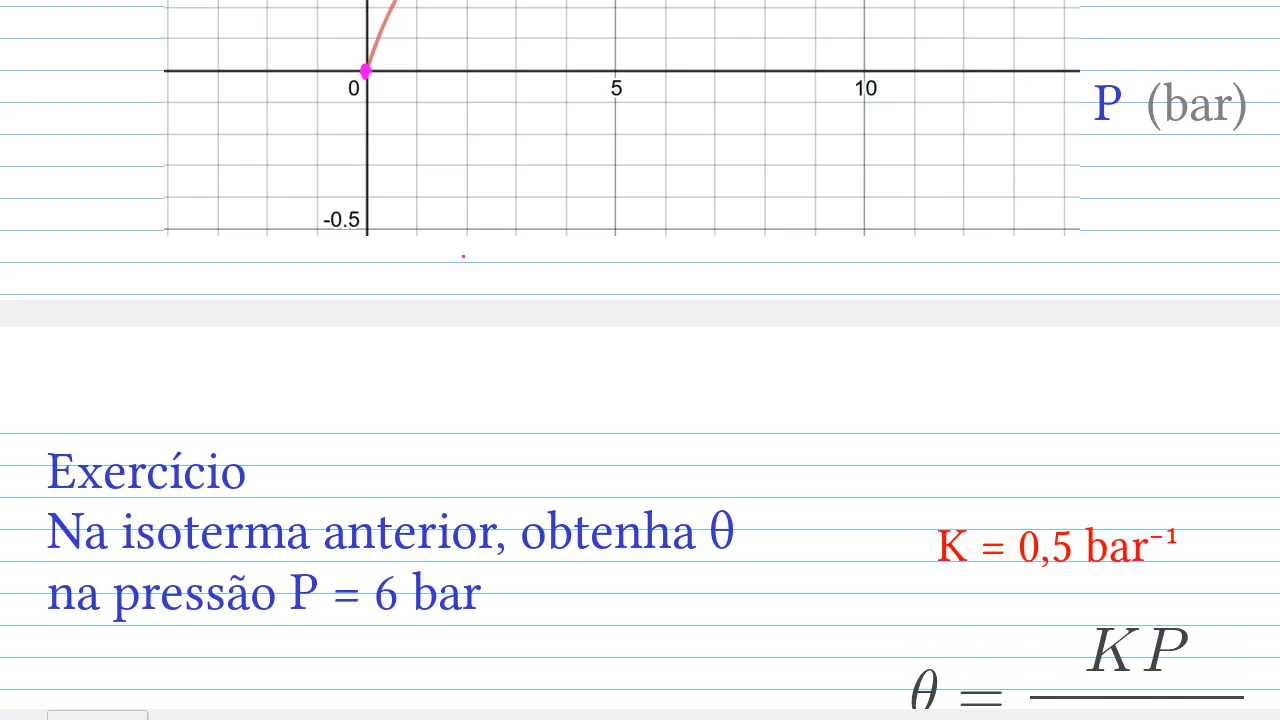 0
5
10
P (bar)
-0.5
Exercício
Na isoterma anterior, obtenha θ
na pressão P = 6 bar
K = 0,5 bar⁻¹
KP
θ =